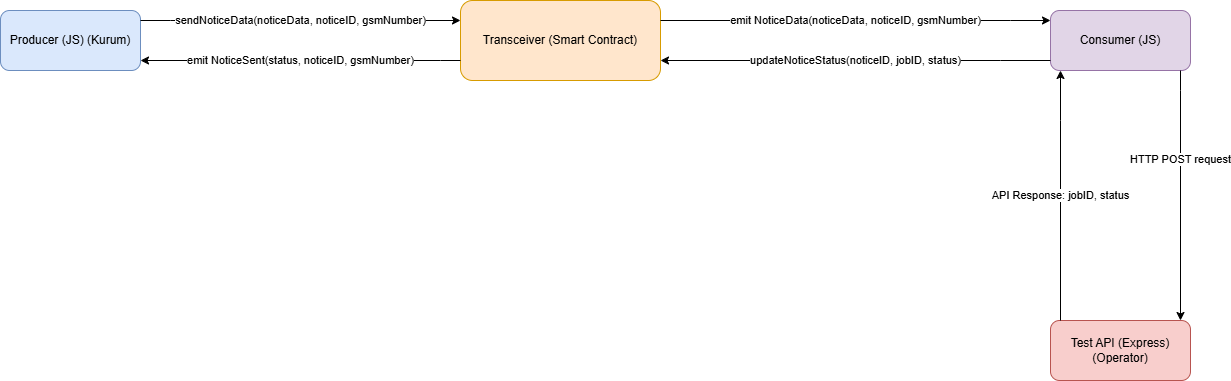 sendNoticeData(noticeData, noticeID, gsmNumber)
emit NoticeData(noticeData, noticeID, gsmNumber)
Producer (JS) (Kurum)
Transceiver (Smart Contract)
Consumer (JS)
emit NoticeSent(status, noticeID, gsmNumber)
updateNoticeStatus(noticeID, jobID, status)
HTTP POST request
API Response: jobID, status
Test API (Express)
(Operator)